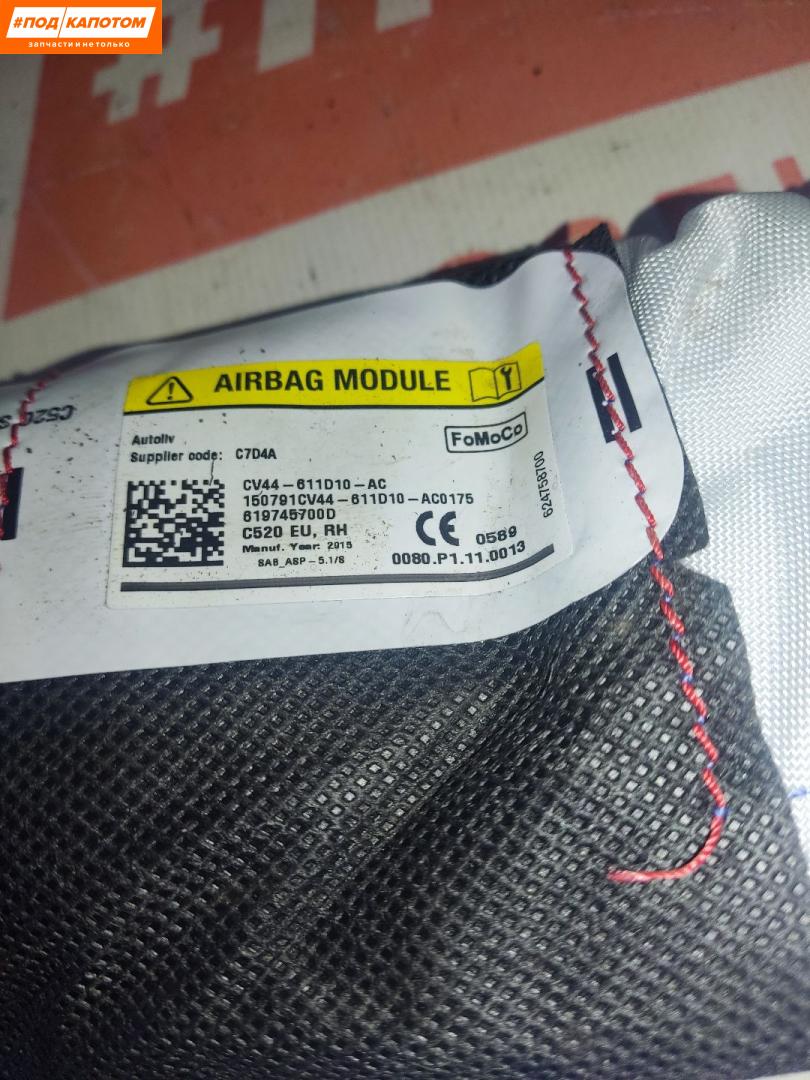 #ПОД КАПОТОМ
запчасти и не только
AIRBAG MODULE
Autoliv
Supplier code: C7D4A
FoMoCo
CV44-611D10-AC
150791CV44-611D10-AC0175
619745700D
C520 EU, RH
Manuf. Year: 2015
SAB_ASP-5.1/S
CE 0589
0080.P1.11.0013
624758700
C520 S